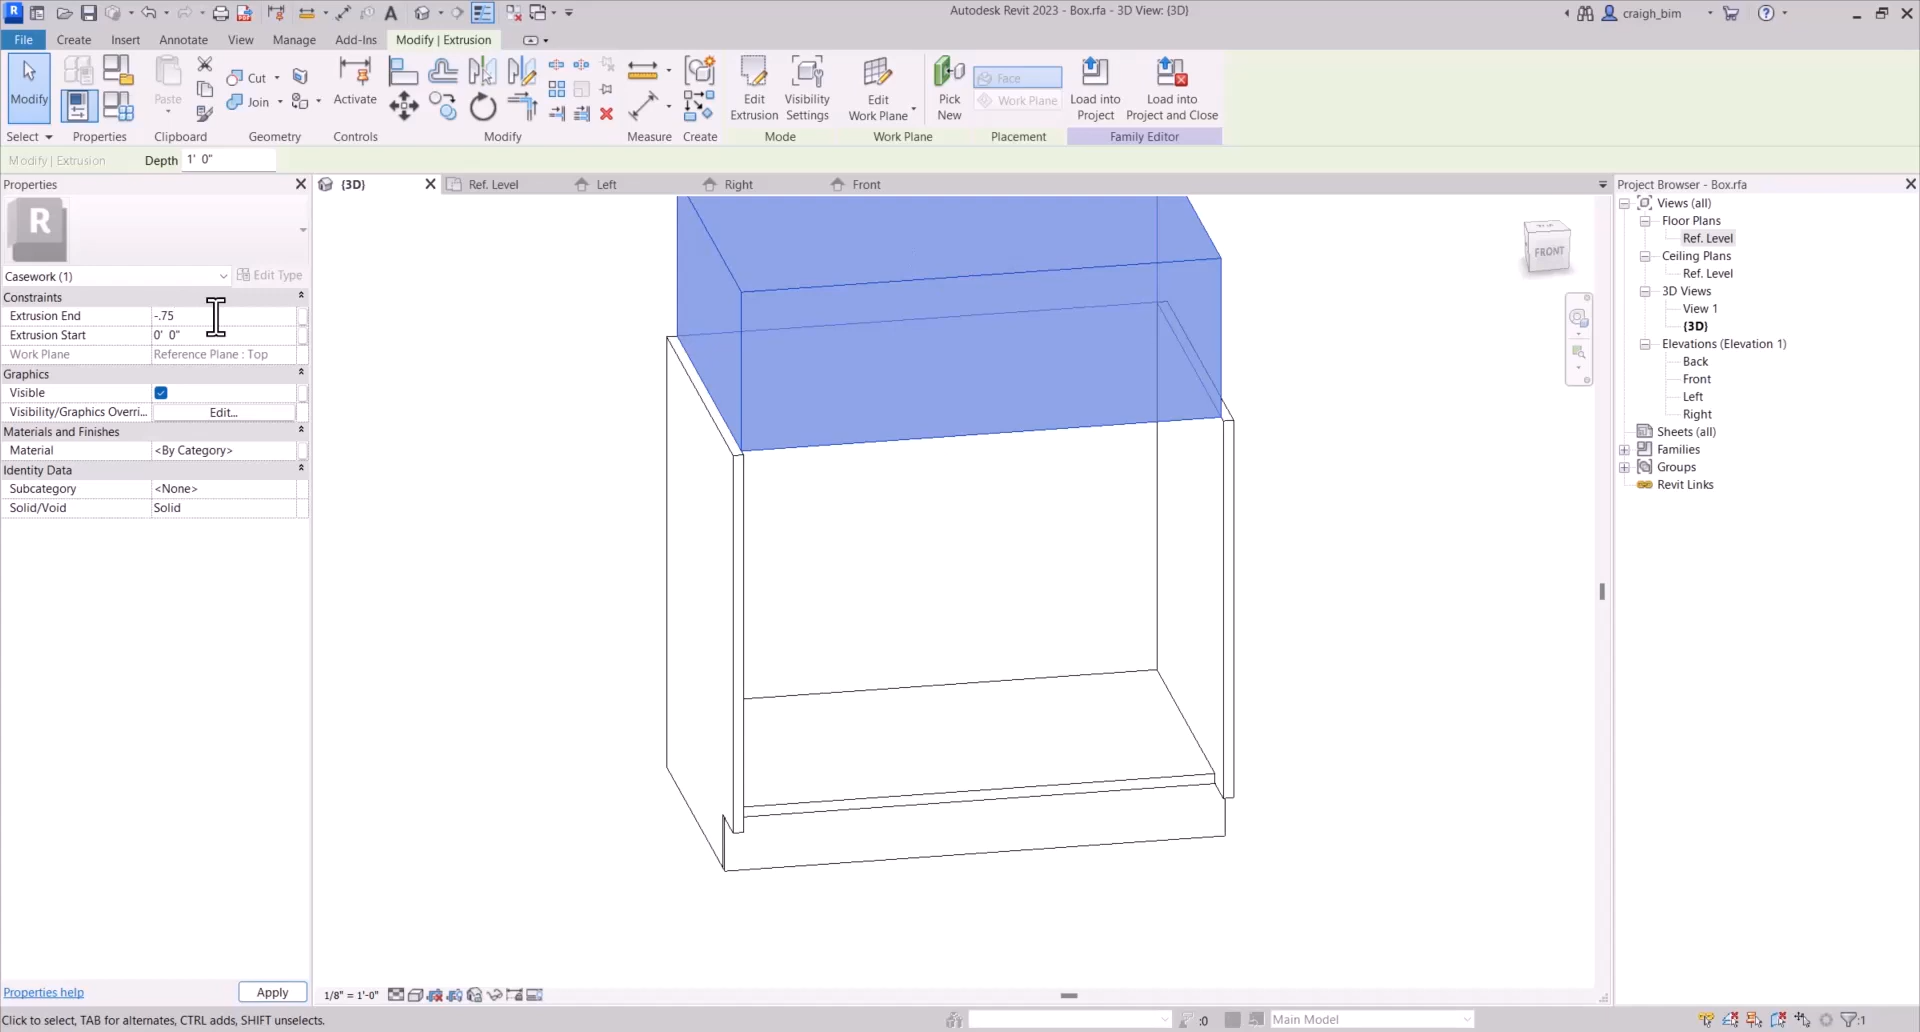 Autodesk Revit 2023 - Box.rfa - 3D View: {3D}
craigh_bim
File Create Insert Annotate View Manage Add-Ins Modify | Extrusion
Modify
Paste
Cut
Join
Activate
Edit
Extrusion
Visibility
Settings
Edit
Work Plane
Pick
New
Face
Work Plane
Load into
Project
Load into
Project and Close
Select Properties Clipboard Geometry Controls Modify Measure Create Mode Work Plane Placement Family Editor
Modify | Extrusion Depth 1' 0"
Properties
R
Casework (1) Edit Type
Constraints
Extrusion End -.75
Extrusion Start 0' 0"
Work Plane Reference Plane : Top
Graphics
Visible
Visibility/Graphics Overri... Edit...
Materials and Finishes
Material <By Category>
Identity Data
Subcategory <None>
Solid/Void Solid
Properties help Apply
{3D} Ref. Level Left Right Front
FRONT
Project Browser - Box.rfa
Views (all)
Floor Plans
Ref. Level
Ceiling Plans
Ref. Level
3D Views
View 1
{3D}
Elevations (Elevation 1)
Back
Front
Left
Right
Sheets (all)
Families
Groups
Revit Links
1/8" = 1'-0"
Click to select, TAB for alternates, CTRL adds, SHIFT unselects.
:0 Main Model :1